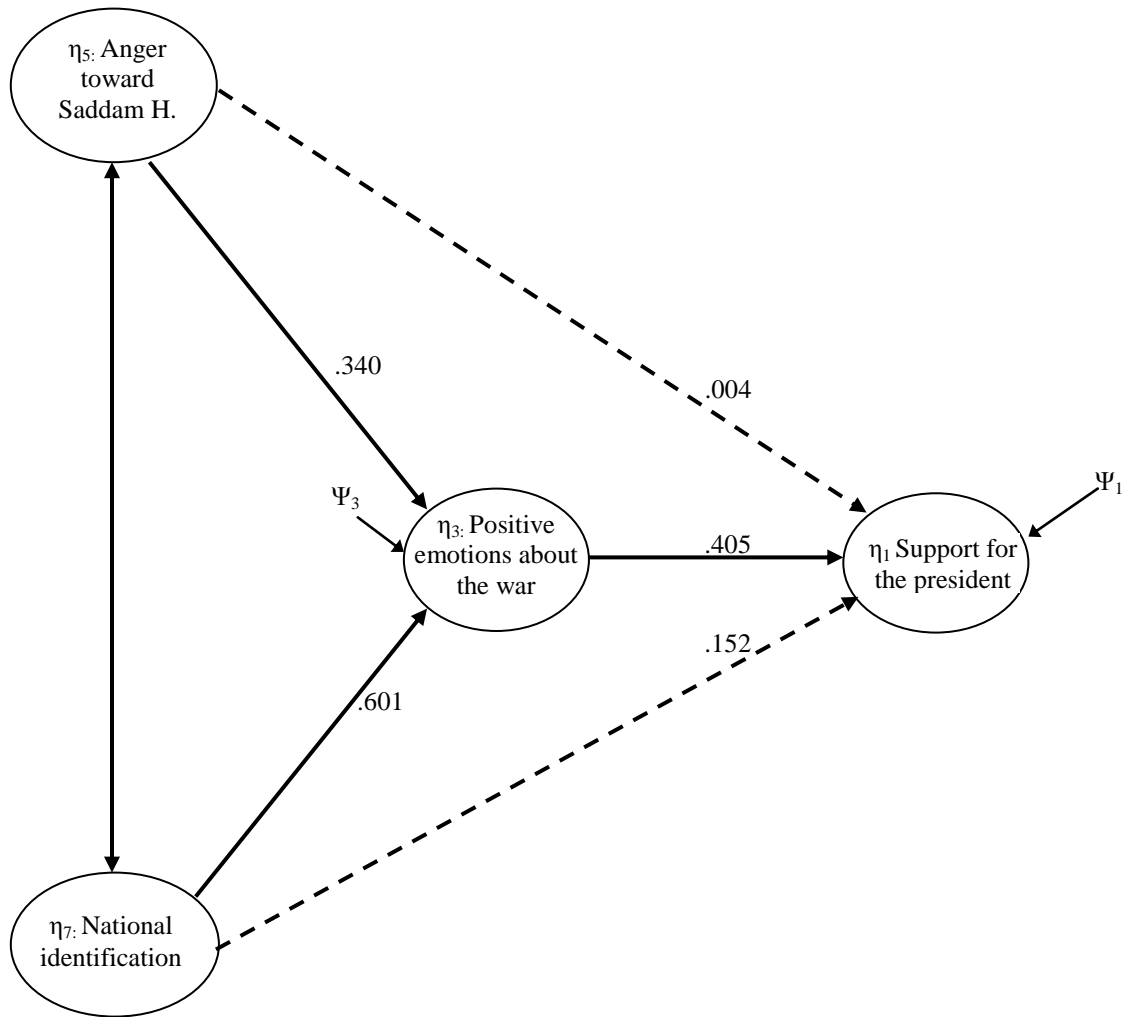 η5: Anger
toward
Saddam H.
.340
.004
Ψ3
Ψ1
η3: Positive
emotions about
the war
.405
η1 Support for
the president
.152
.601
η7: National
identification